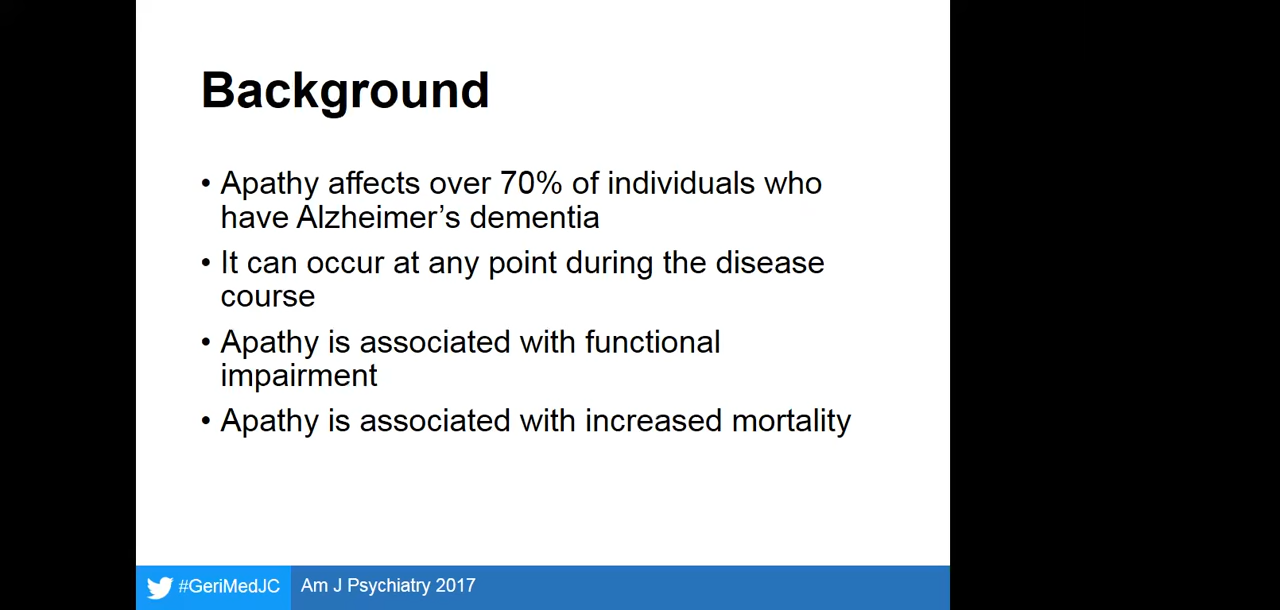 Background
• Apathy affects over 70% of individuals who
have Alzheimer’s dementia
• It can occur at any point during the disease
course
• Apathy is associated with functional
impairment
• Apathy is associated with increased mortality
#GeriMedJC Am J Psychiatry 2017